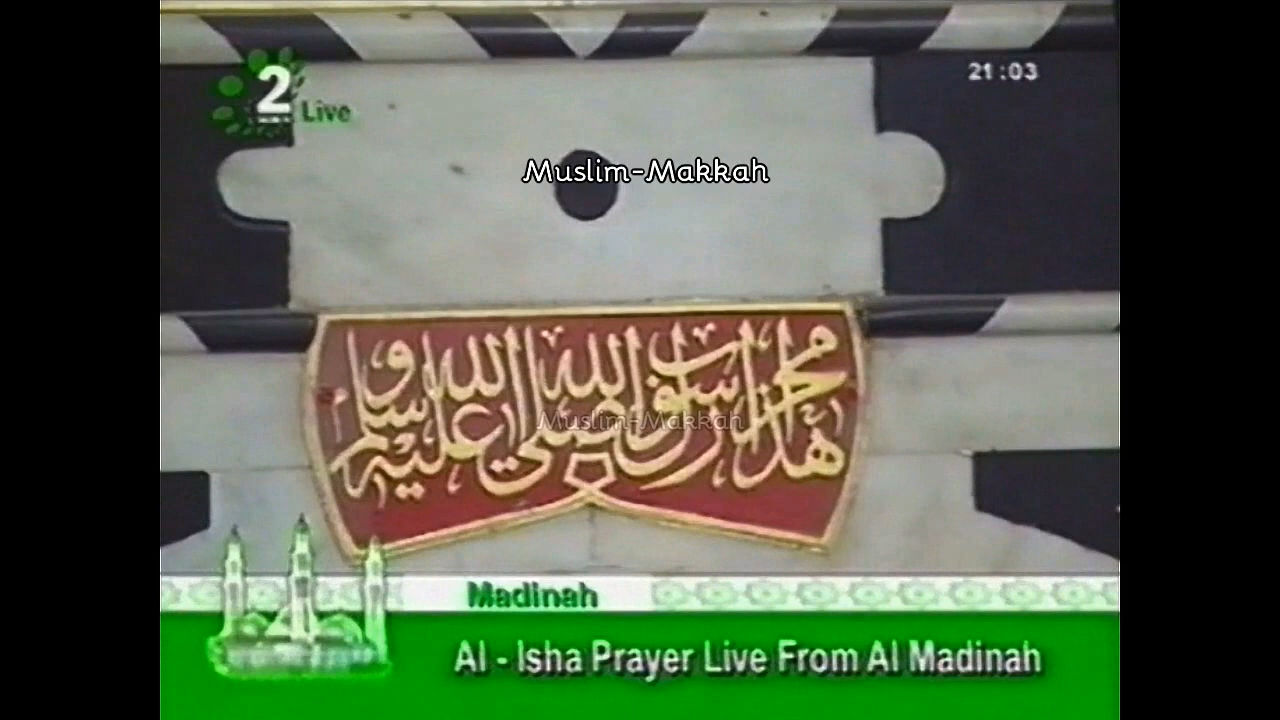 2 Live
21:03
Muslim-Makkah
هذا محراب رسول الله صلى الله عليه وسلم
Muslim-Makkah
Madinah
Al - Isha Prayer Live From Al Madinah